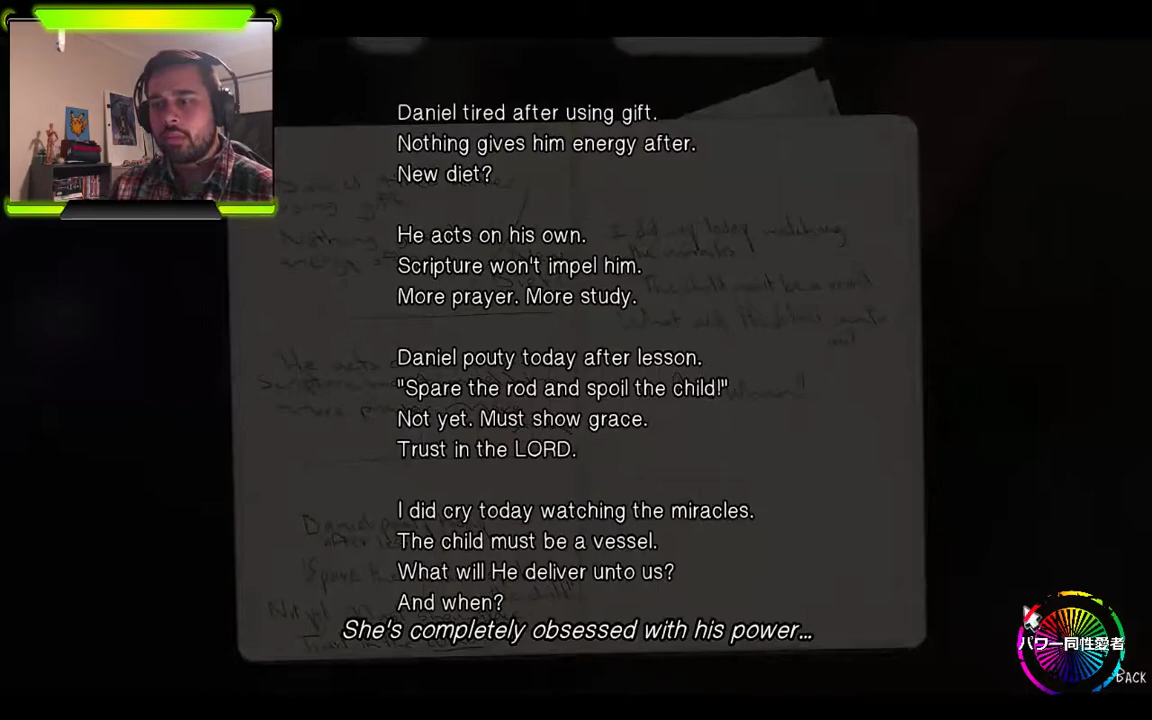 Daniel tired after using gift.
Nothing gives him energy after.
New diet?
He acts on his own.
Scripture won't impel him.
More prayer. More study.
Daniel pouty today after lesson.
"Spare the rod and spoil the child!"
Not yet. Must show grace.
Trust in the LORD.
I did cry today watching the miracles.
The child must be a vessel.
What will He deliver unto us?
And when?
She's completely obsessed with his power...
パワー同性愛者
BACK